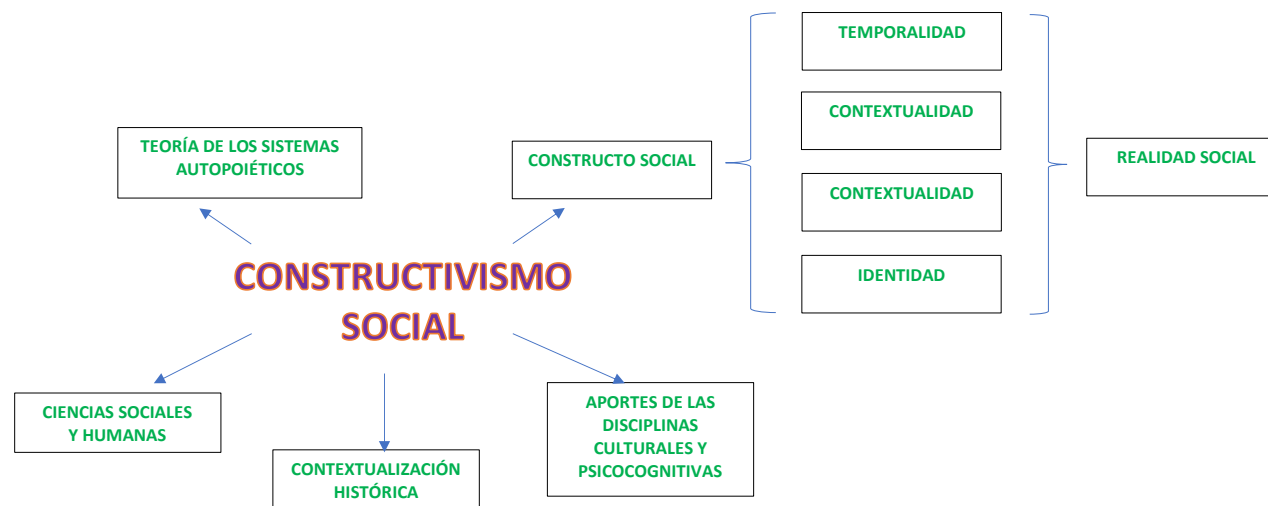 TEMPORALIDAD
CONTEXTUALIDAD
TEORÍA DE LOS SISTEMAS
AUTOPOIÉTICOS
CONSTRUCTO SOCIAL
REALIDAD SOCIAL
CONTEXTUALIDAD
IDENTIDAD
CONSTRUCTIVISMO
SOCIAL
CIENCIAS SOCIALES
Y HUMANAS
CONTEXTUALIZACIÓN
HISTÓRICA
APORTES DE LAS
DISCIPLINAS
CULTURALES Y
PSICOCOGNITIVAS